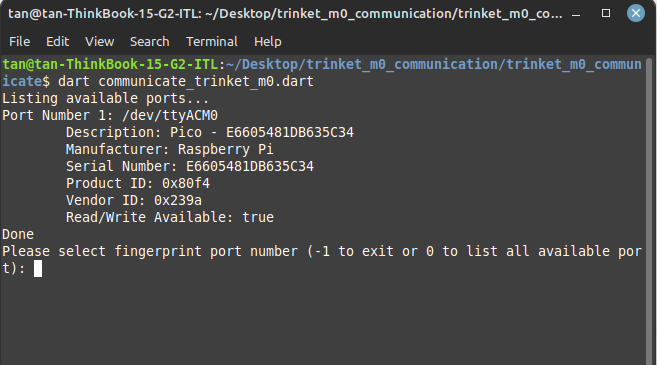 tan@tan-ThinkBook-15-G2-ITL: ~/Desktop/trinket_m0_communication/trinket_m0_co...
File Edit View Search Terminal Help
tan@tan-ThinkBook-15-G2-ITL:~/Desktop/trinket_m0_communication/trinket_m0_commun
icate$ dart communicate_trinket_m0.dart
Listing available ports...
Port Number 1: /dev/ttyACM0
Description: Pico - E6605481DB635C34
Manufacturer: Raspberry Pi
Serial Number: E6605481DB635C34
Product ID: 0x80f4
Vendor ID: 0x239a
Read/Write Available: true
Done
Please select fingerprint port number (-1 to exit or 0 to list all available por
t):